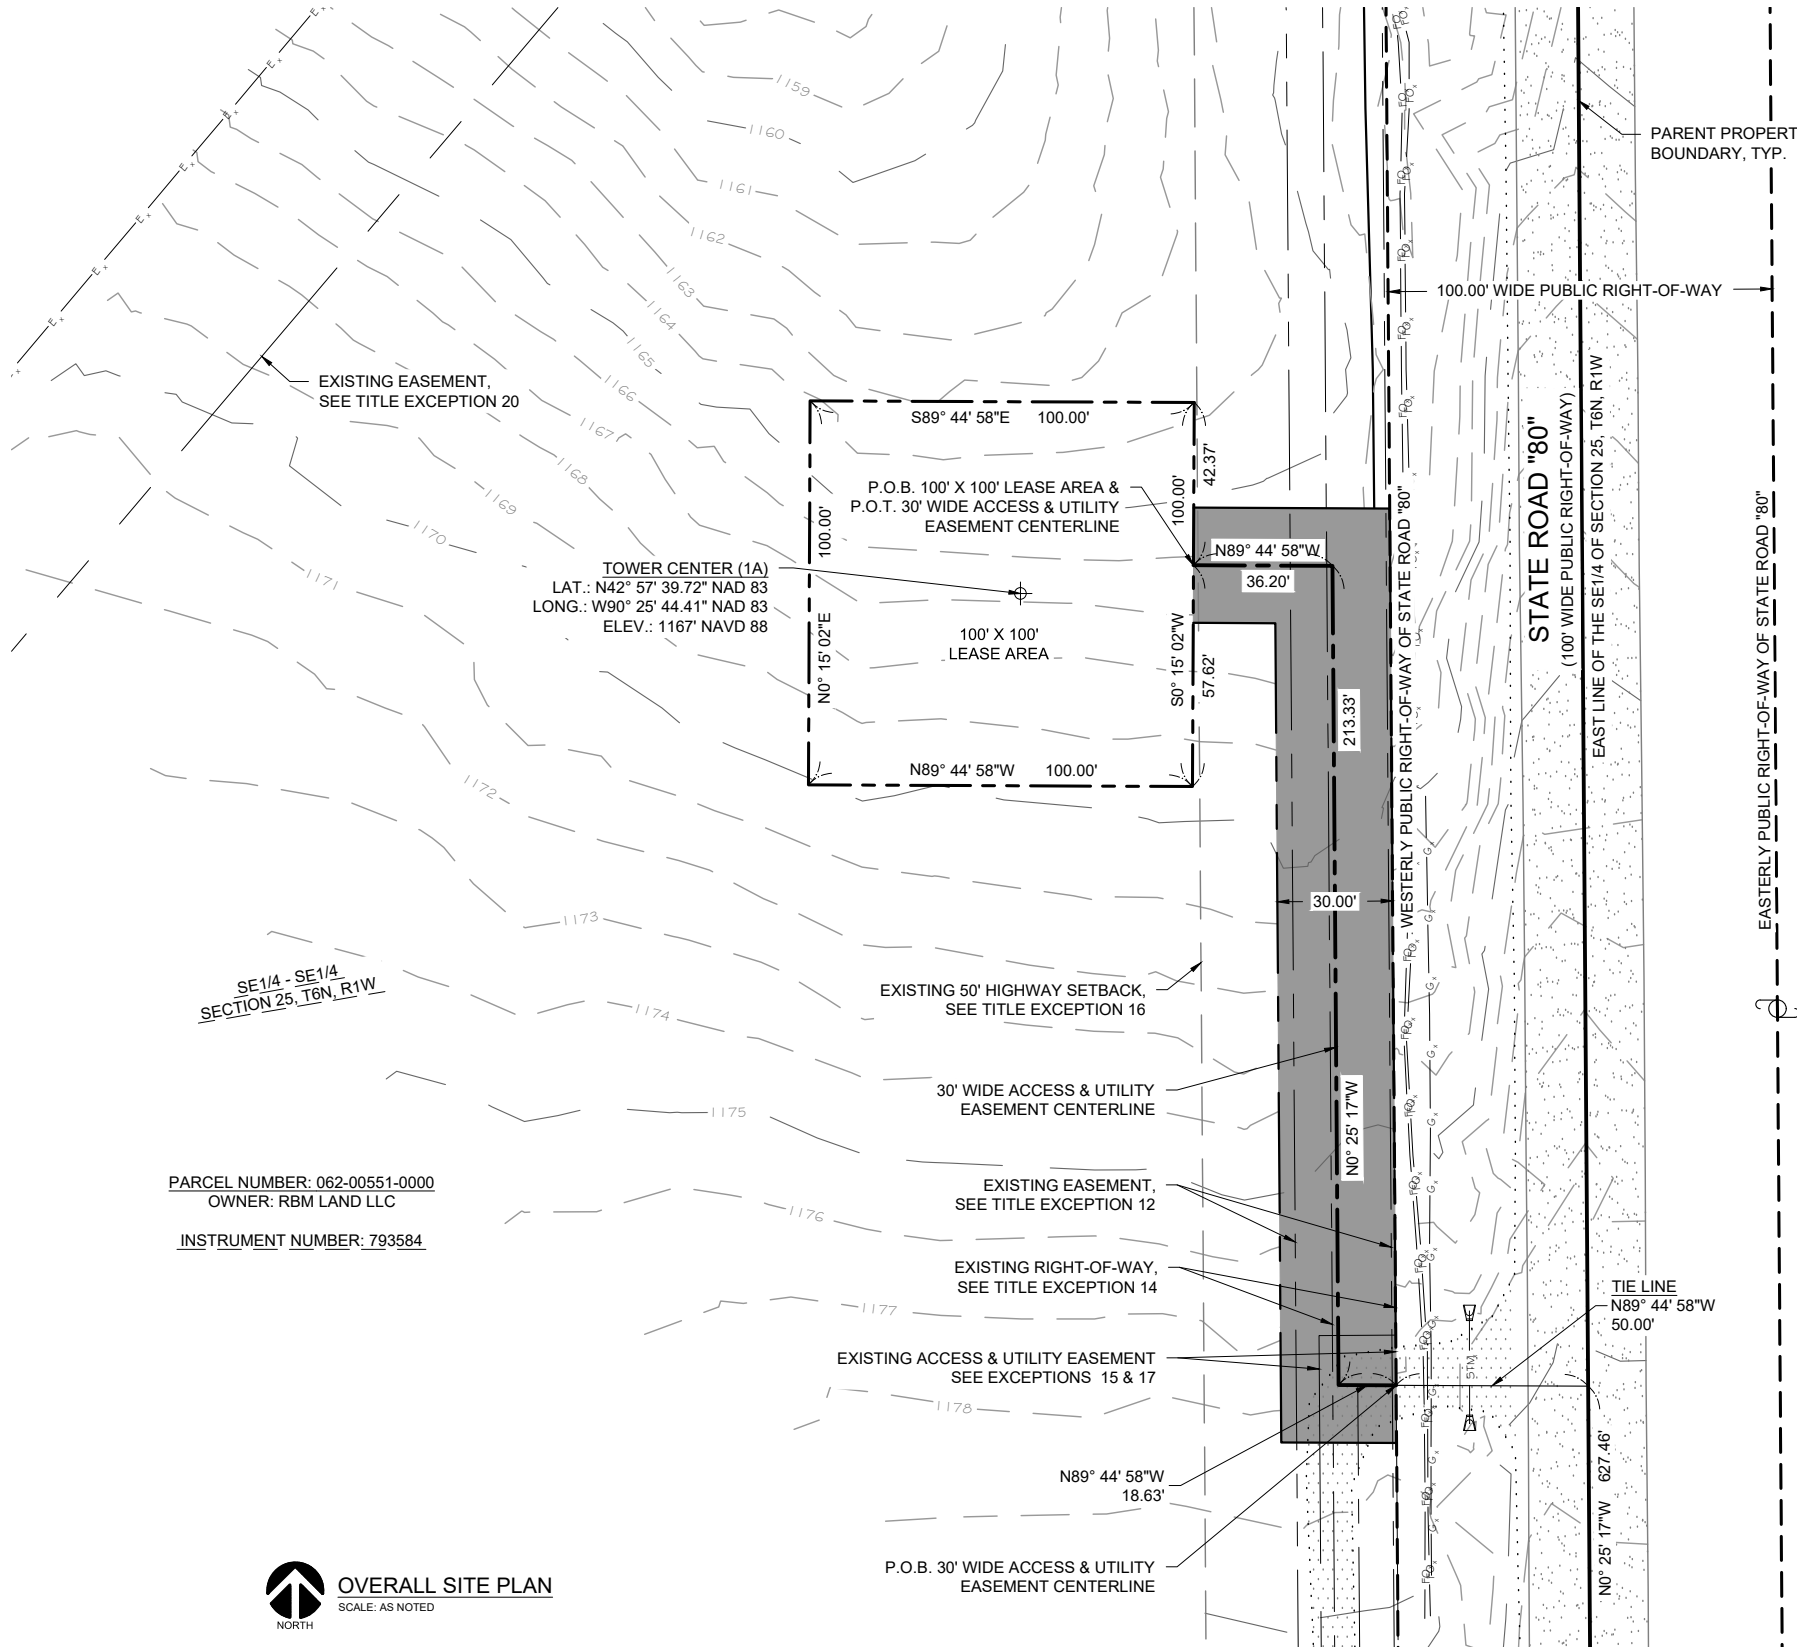 1159
1160
1161
1162
1163
1164
1165
1166
1167
1168
1169
1170
1171
1172
1173
1174
1175
1176
1177
1178
PARENT PROPERT
BOUNDARY, TYP.
100.00' WIDE PUBLIC RIGHT-OF-WAY
EXISTING EASEMENT,
SEE TITLE EXCEPTION 20
S89° 44' 58"E 100.00'
42.37'
100.00'
P.O.B. 100' X 100' LEASE AREA &
P.O.T. 30' WIDE ACCESS & UTILITY
EASEMENT CENTERLINE
100.00'
N0° 15' 02"E
N89° 44' 58"W
36.20'
TOWER CENTER (1A)
LAT.: N42° 57' 39.72" NAD 83
LONG.: W90° 25' 44.41" NAD 83
ELEV.: 1167' NAVD 88
100' X 100'
LEASE AREA
S0° 15' 02"W
57.62'
213.33'
N89° 44' 58"W 100.00'
WESTERLY PUBLIC RIGHT-OF-WAY OF STATE ROAD "80"
STATE ROAD "80"
(100' WIDE PUBLIC RIGHT-OF-WAY)
EAST LINE OF THE SE1/4 OF SECTION 25, T6N, R1W
EASTERLY PUBLIC RIGHT-OF-WAY OF STATE ROAD "80"
30.00'
SE1/4 - SE1/4
SECTION 25, T6N, R1W
EXISTING 50' HIGHWAY SETBACK,
SEE TITLE EXCEPTION 16
30' WIDE ACCESS & UTILITY
EASEMENT CENTERLINE
N0° 25' 17"W
PARCEL NUMBER: 062-00551-0000
OWNER: RBM LAND LLC
INSTRUMENT NUMBER: 793584
EXISTING EASEMENT,
SEE TITLE EXCEPTION 12
EXISTING RIGHT-OF-WAY,
SEE TITLE EXCEPTION 14
TIE LINE
N89° 44' 58"W
50.00'
EXISTING ACCESS & UTILITY EASEMENT
SEE EXCEPTIONS 15 & 17
STM
N89° 44' 58"W
18.63'
N0° 25' 17"W 627.46'
P.O.B. 30' WIDE ACCESS & UTILITY
EASEMENT CENTERLINE
OVERALL SITE PLAN
SCALE: AS NOTED
NORTH